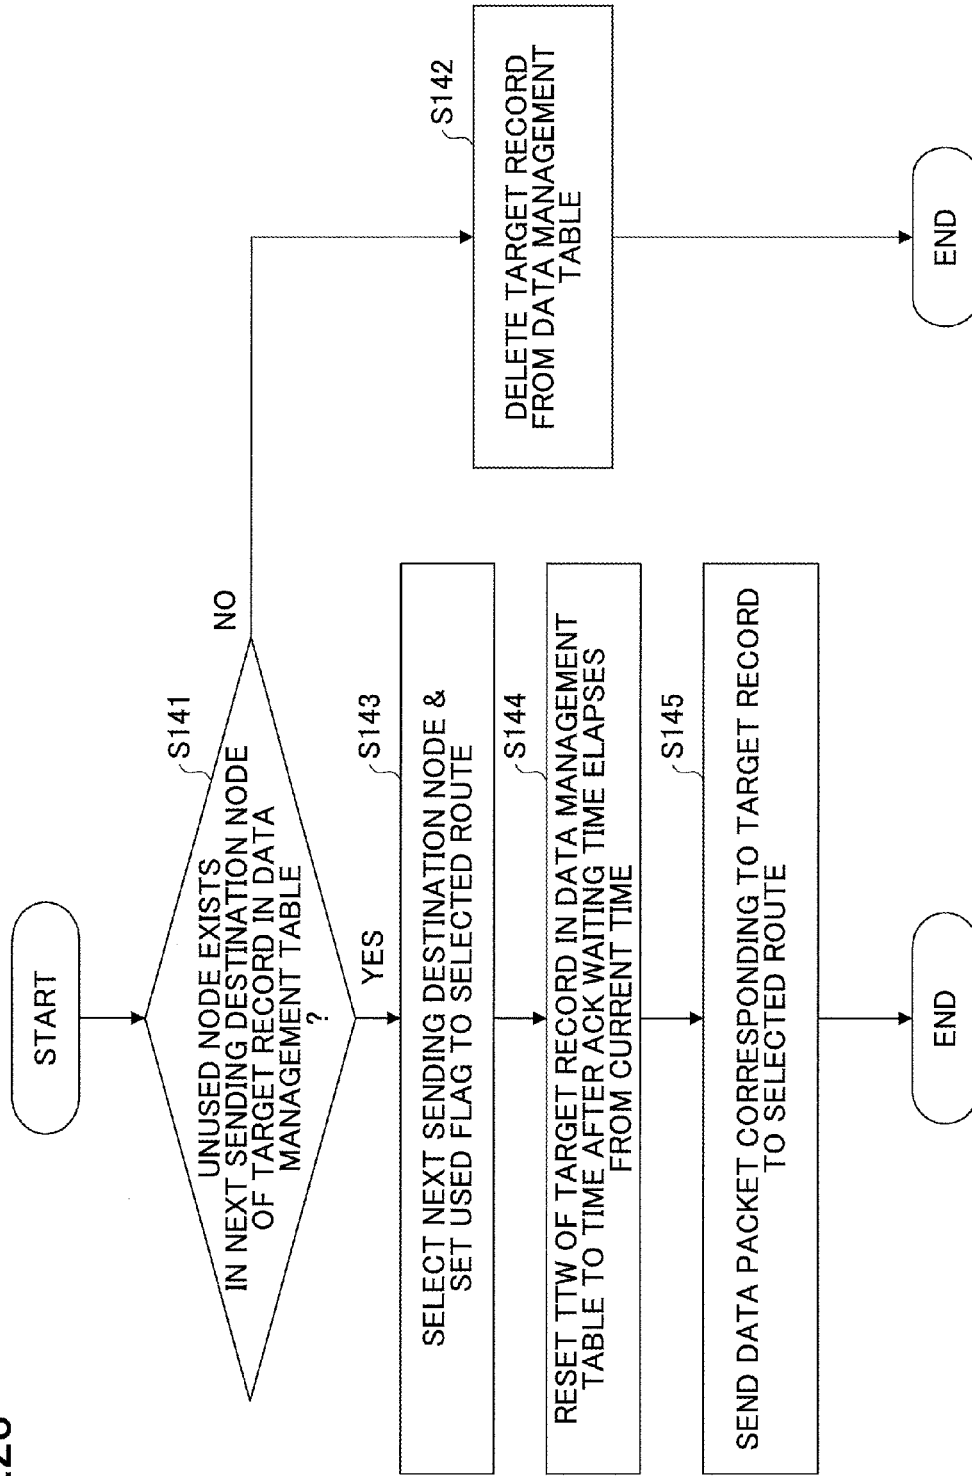 START
S141
UNUSED NODE EXISTS
IN NEXT SENDING DESTINATION NODE
OF TARGET RECORD IN DATA
MANAGEMENT TABLE
?
NO
YES
S142
DELETE TARGET RECORD
FROM DATA MANAGEMENT
TABLE
END
S143
SELECT NEXT SENDING DESTINATION NODE &
SET USED FLAG TO SELECTED ROUTE
S144
RESET TTW OF TARGET RECORD IN DATA MANAGEMENT
TABLE TO TIME AFTER ACK WAITING TIME ELAPSES
FROM CURRENT TIME
S145
SEND DATA PACKET CORRESPONDING TO TARGET RECORD
TO SELECTED ROUTE
END